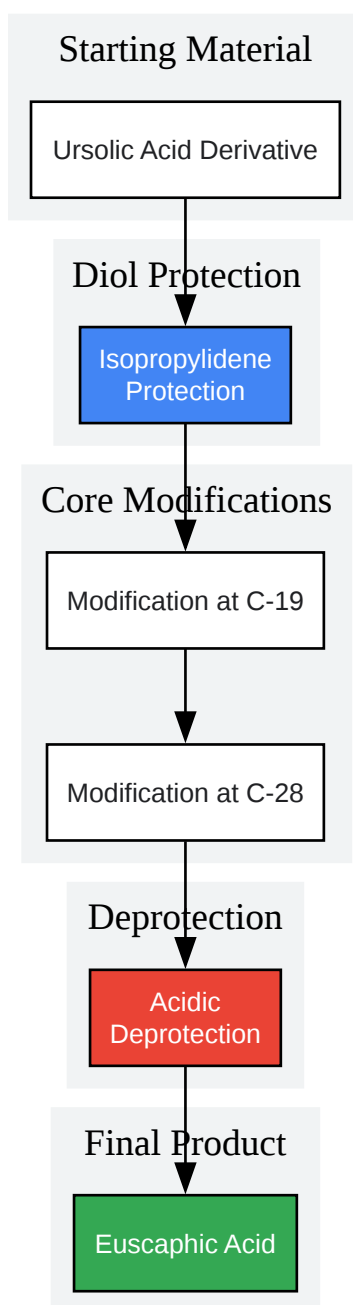 Starting Material
Ursolic Acid Derivative
Diol Protection
Isopropylidene
Protection
Core Modifications
Modification at C-19
Modification at C-28
Deprotection
Acidic
Deprotection
Final Product
Euscaphic Acid